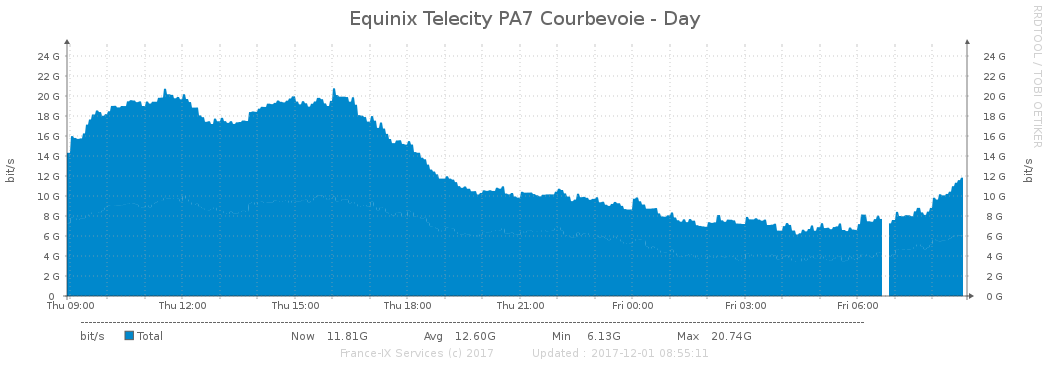 Equinix Telecity PA7 Courbevoie - Day
RRDTOOL / TOBI OETIKER
24 G 24 G
22 G 22 G
20 G 20 G
18 G 18 G
16 G 16 G
14 G 14 G
12 G 12 G
10 G 10 G
8 G 8 G
6 G 6 G
4 G 4 G
2 G 2 G
0 0 G
bit/s bit/s
Thu 09:00 Thu 12:00 Thu 15:00 Thu 18:00 Thu 21:00 Fri 00:00 Fri 03:00 Fri 06:00
bit/s Total Now 11.81G Avg 12.60G Min 6.13G Max 20.74G
France-IX Services (c) 2017 Updated : 2017-12-01 08:55:11